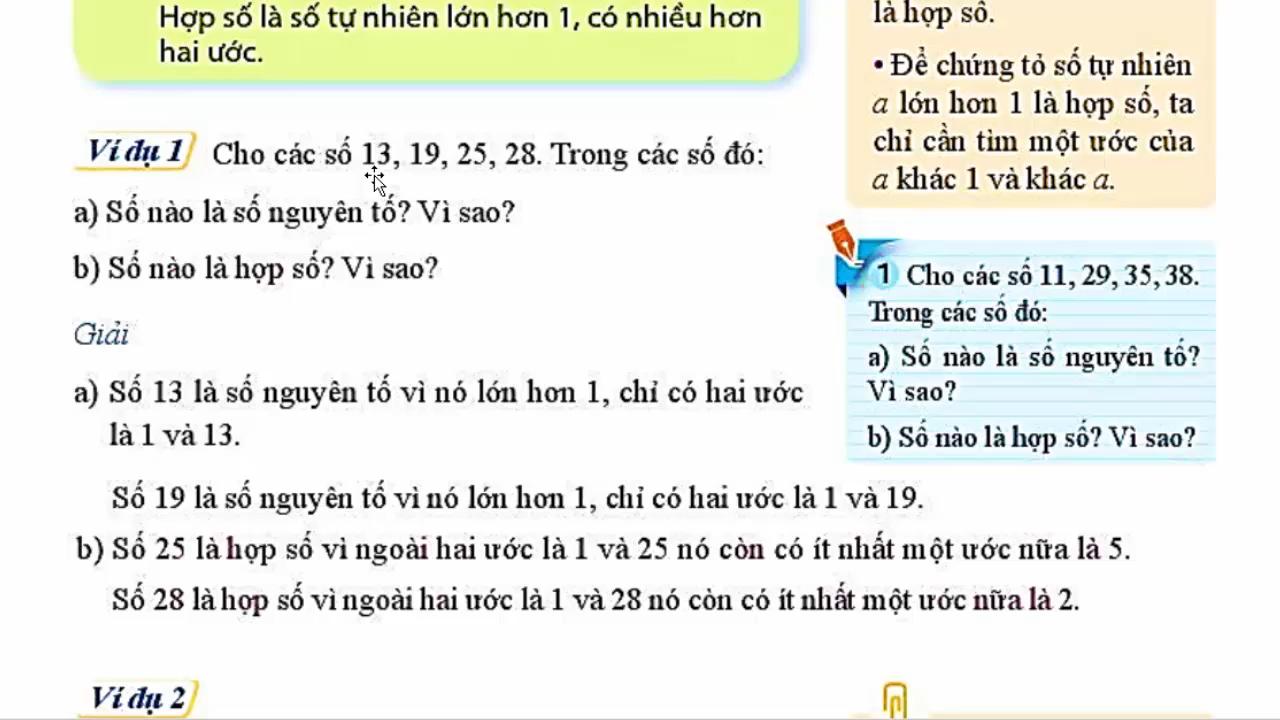 Hợp số là số tự nhiên lớn hơn 1, có nhiều hơn
hai ước.
Ví dụ 1 Cho các số 13, 19, 25, 28. Trong các số đó:
a) Số nào là số nguyên tố? Vì sao?
b) Số nào là hợp số? Vì sao?
Giải
a) Số 13 là số nguyên tố vì nó lớn hơn 1, chỉ có hai ước
là 1 và 13.
Số 19 là số nguyên tố vì nó lớn hơn 1, chỉ có hai ước là 1 và 19.
b) Số 25 là hợp số vì ngoài hai ước là 1 và 25 nó còn có ít nhất một ước nữa là 5.
Số 28 là hợp số vì ngoài hai ước là 1 và 28 nó còn có ít nhất một ước nữa là 2.
Ví dụ 2
là hợp số.
• Để chứng tỏ số tự nhiên
a lớn hơn 1 là hợp số, ta
chỉ cần tìm một ước của
a khác 1 và khác a.
1 Cho các số 11, 29, 35, 38.
Trong các số đó:
a) Số nào là số nguyên tố?
Vì sao?
b) Số nào là hợp số? Vì sao?